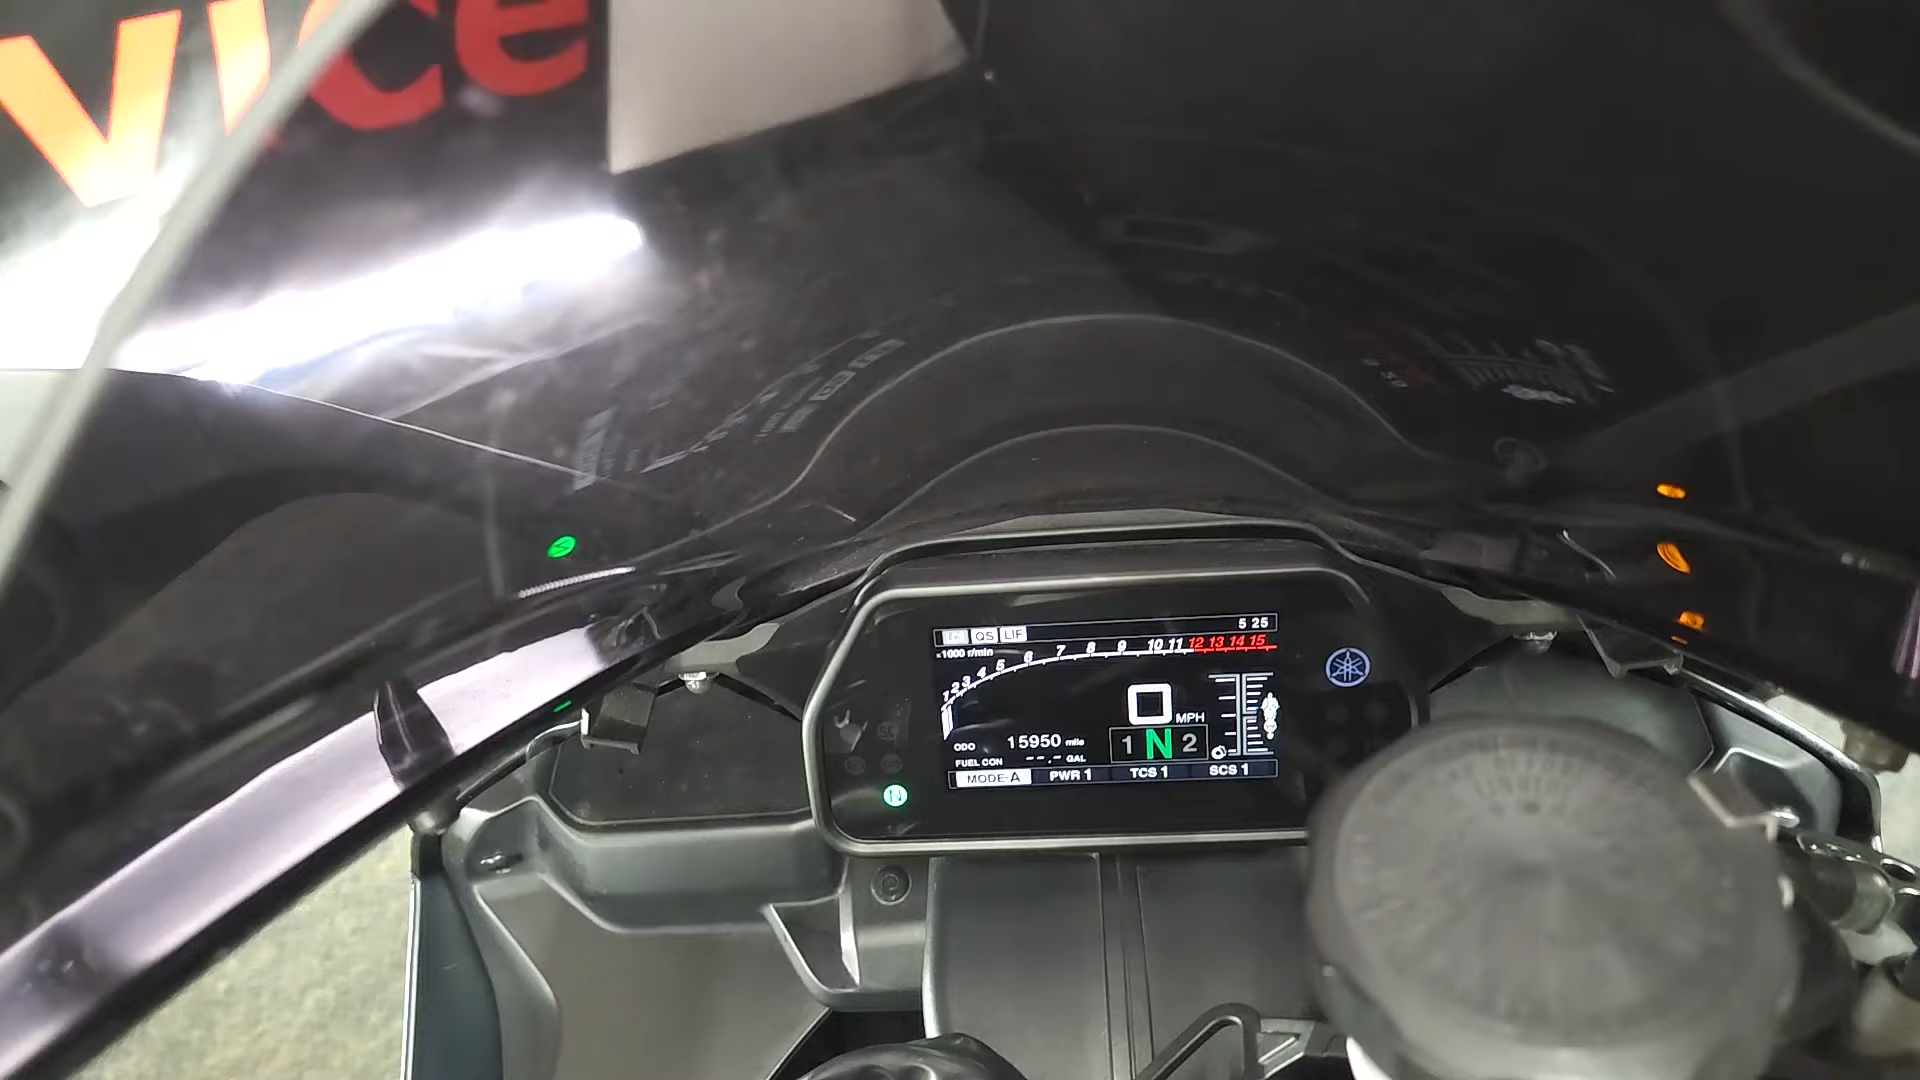 vice
QS LIF
5 25
×1000 r/min
1 2 3 4 5 6 7 8 9 10 11 12 13 14 15
0 MPH
ODO 15950 mile
1 N 2
FUEL CON --.- GAL
MODE-A PWR 1 TCS 1 SCS 1
N